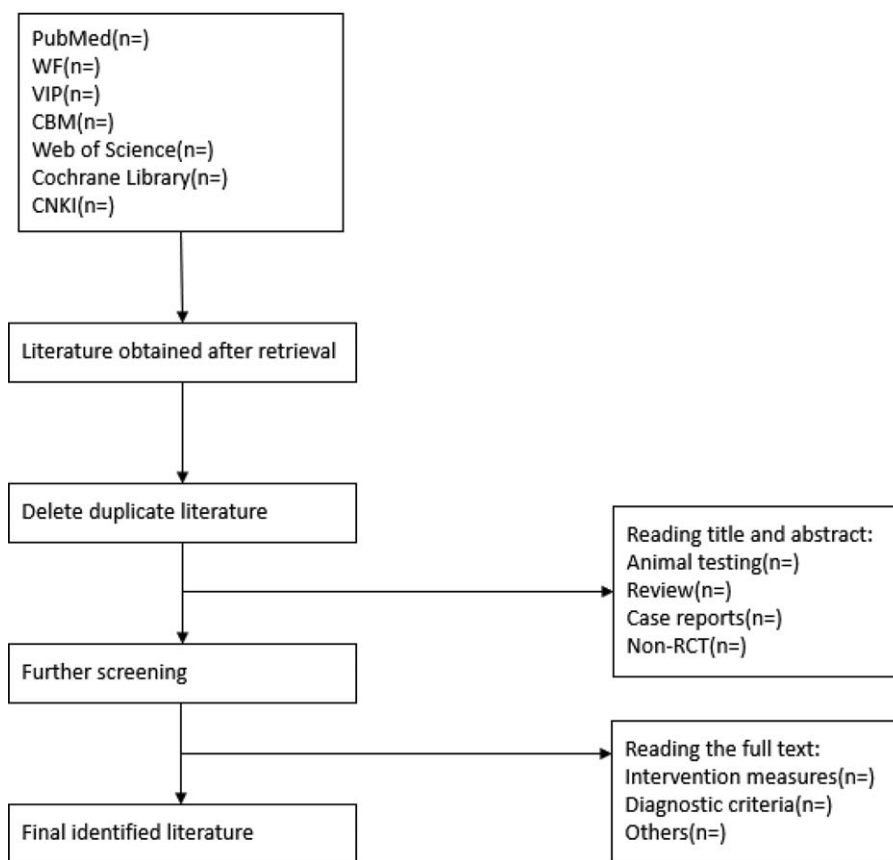 PubMed(n=)
WF(n=)
VIP(n=)
CBM(n=)
Web of Science(n=)
Cochrane Library(n=)
CNKI(n=)
Literature obtained after retrieval
Delete duplicate literature
Reading title and abstract:
Animal testing(n=)
Review(n=)
Case reports(n=)
Non-RCT(n=)
Further screening
Reading the full text:
Intervention measures(n=)
Diagnostic criteria(n=)
Others(n=)
Final identified literature